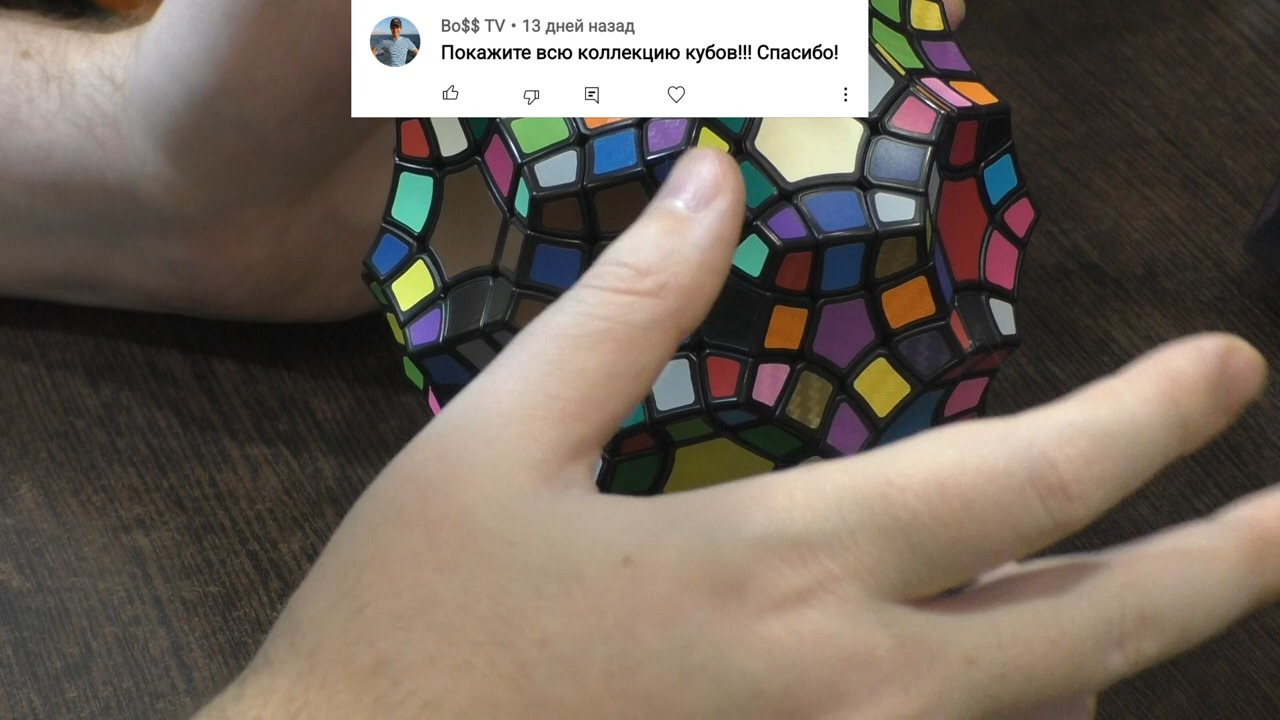 Bo$$ TV • 13 дней назад
Покажите всю коллекцию кубов!!! Спасибо!